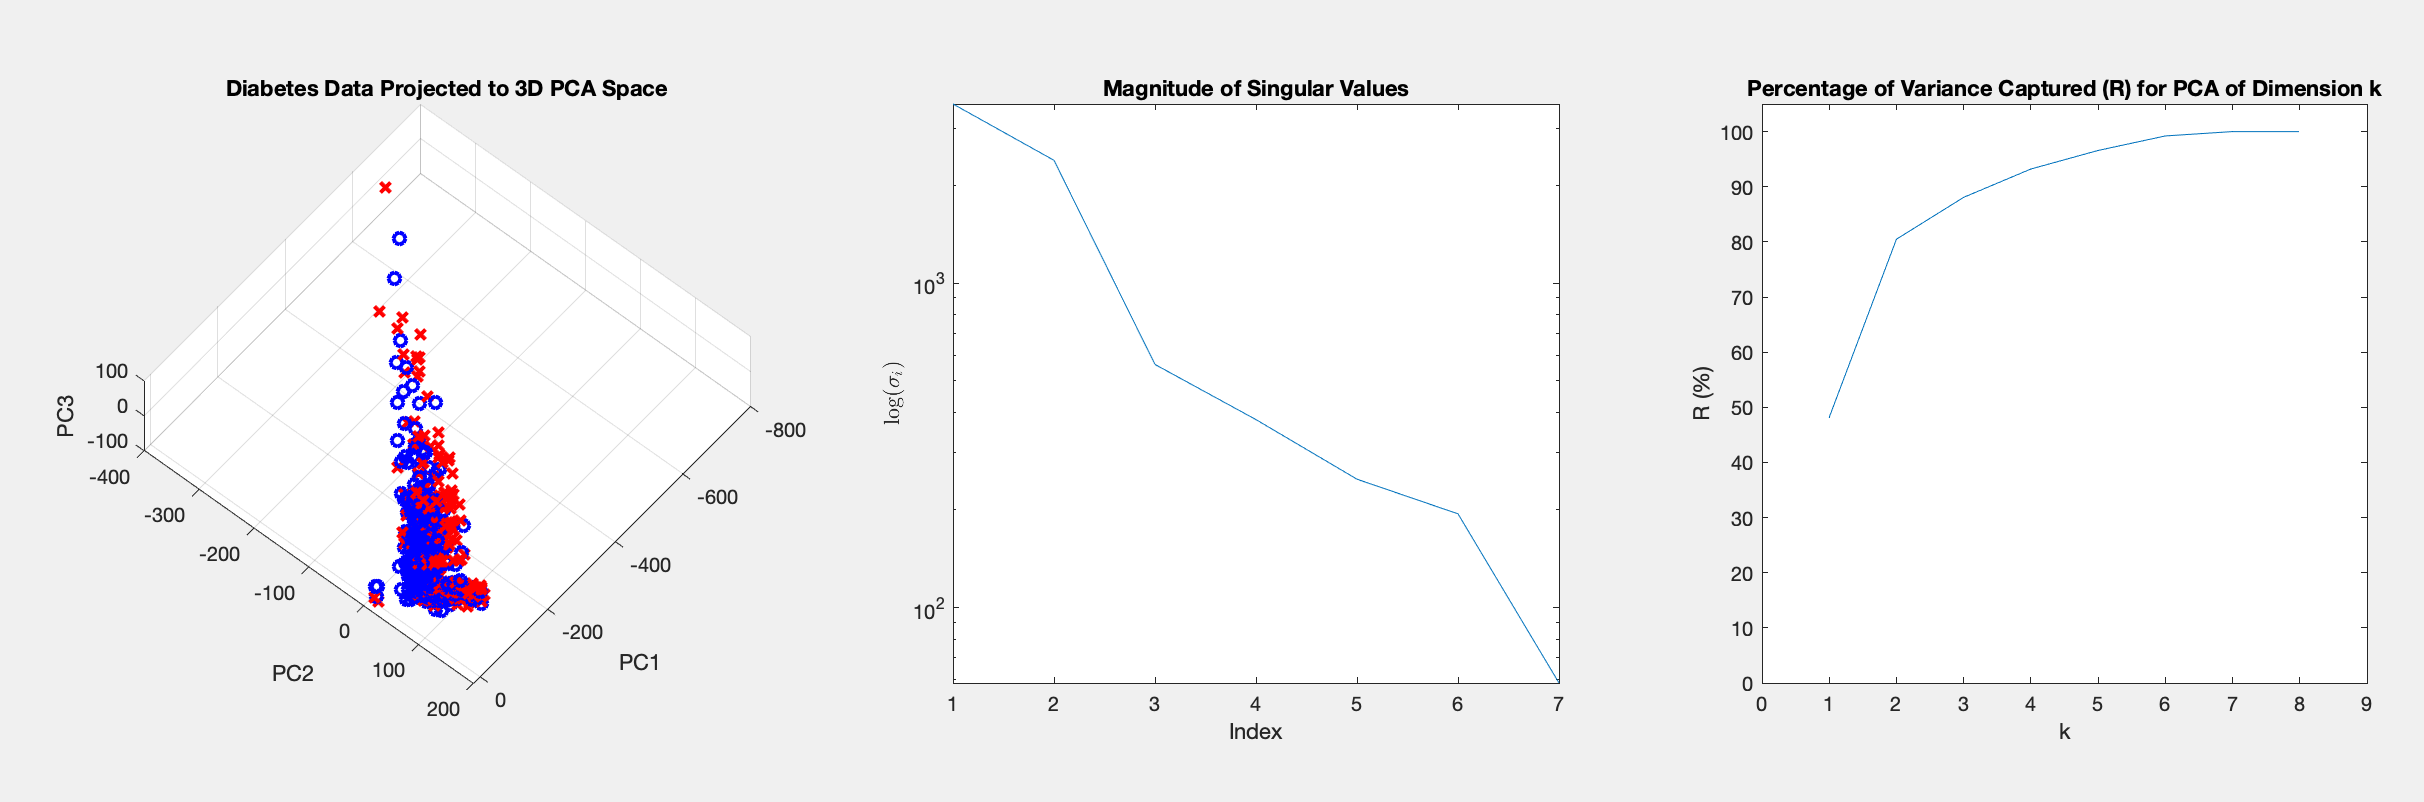 Diabetes Data Projected to 3D PCA Space
100
0
-100
PC3
-400
-300
-200
-100
0
100
200
PC2
-800
-600
-400
-200
0
PC1
Magnitude of Singular Values
10^3
10^2
log(σ_i)
1 2 3 4 5 6 7
Index
Percentage of Variance Captured (R) for PCA of Dimension k
100
90
80
70
60
50
40
30
20
10
0
R (%)
0 1 2 3 4 5 6 7 8 9
k